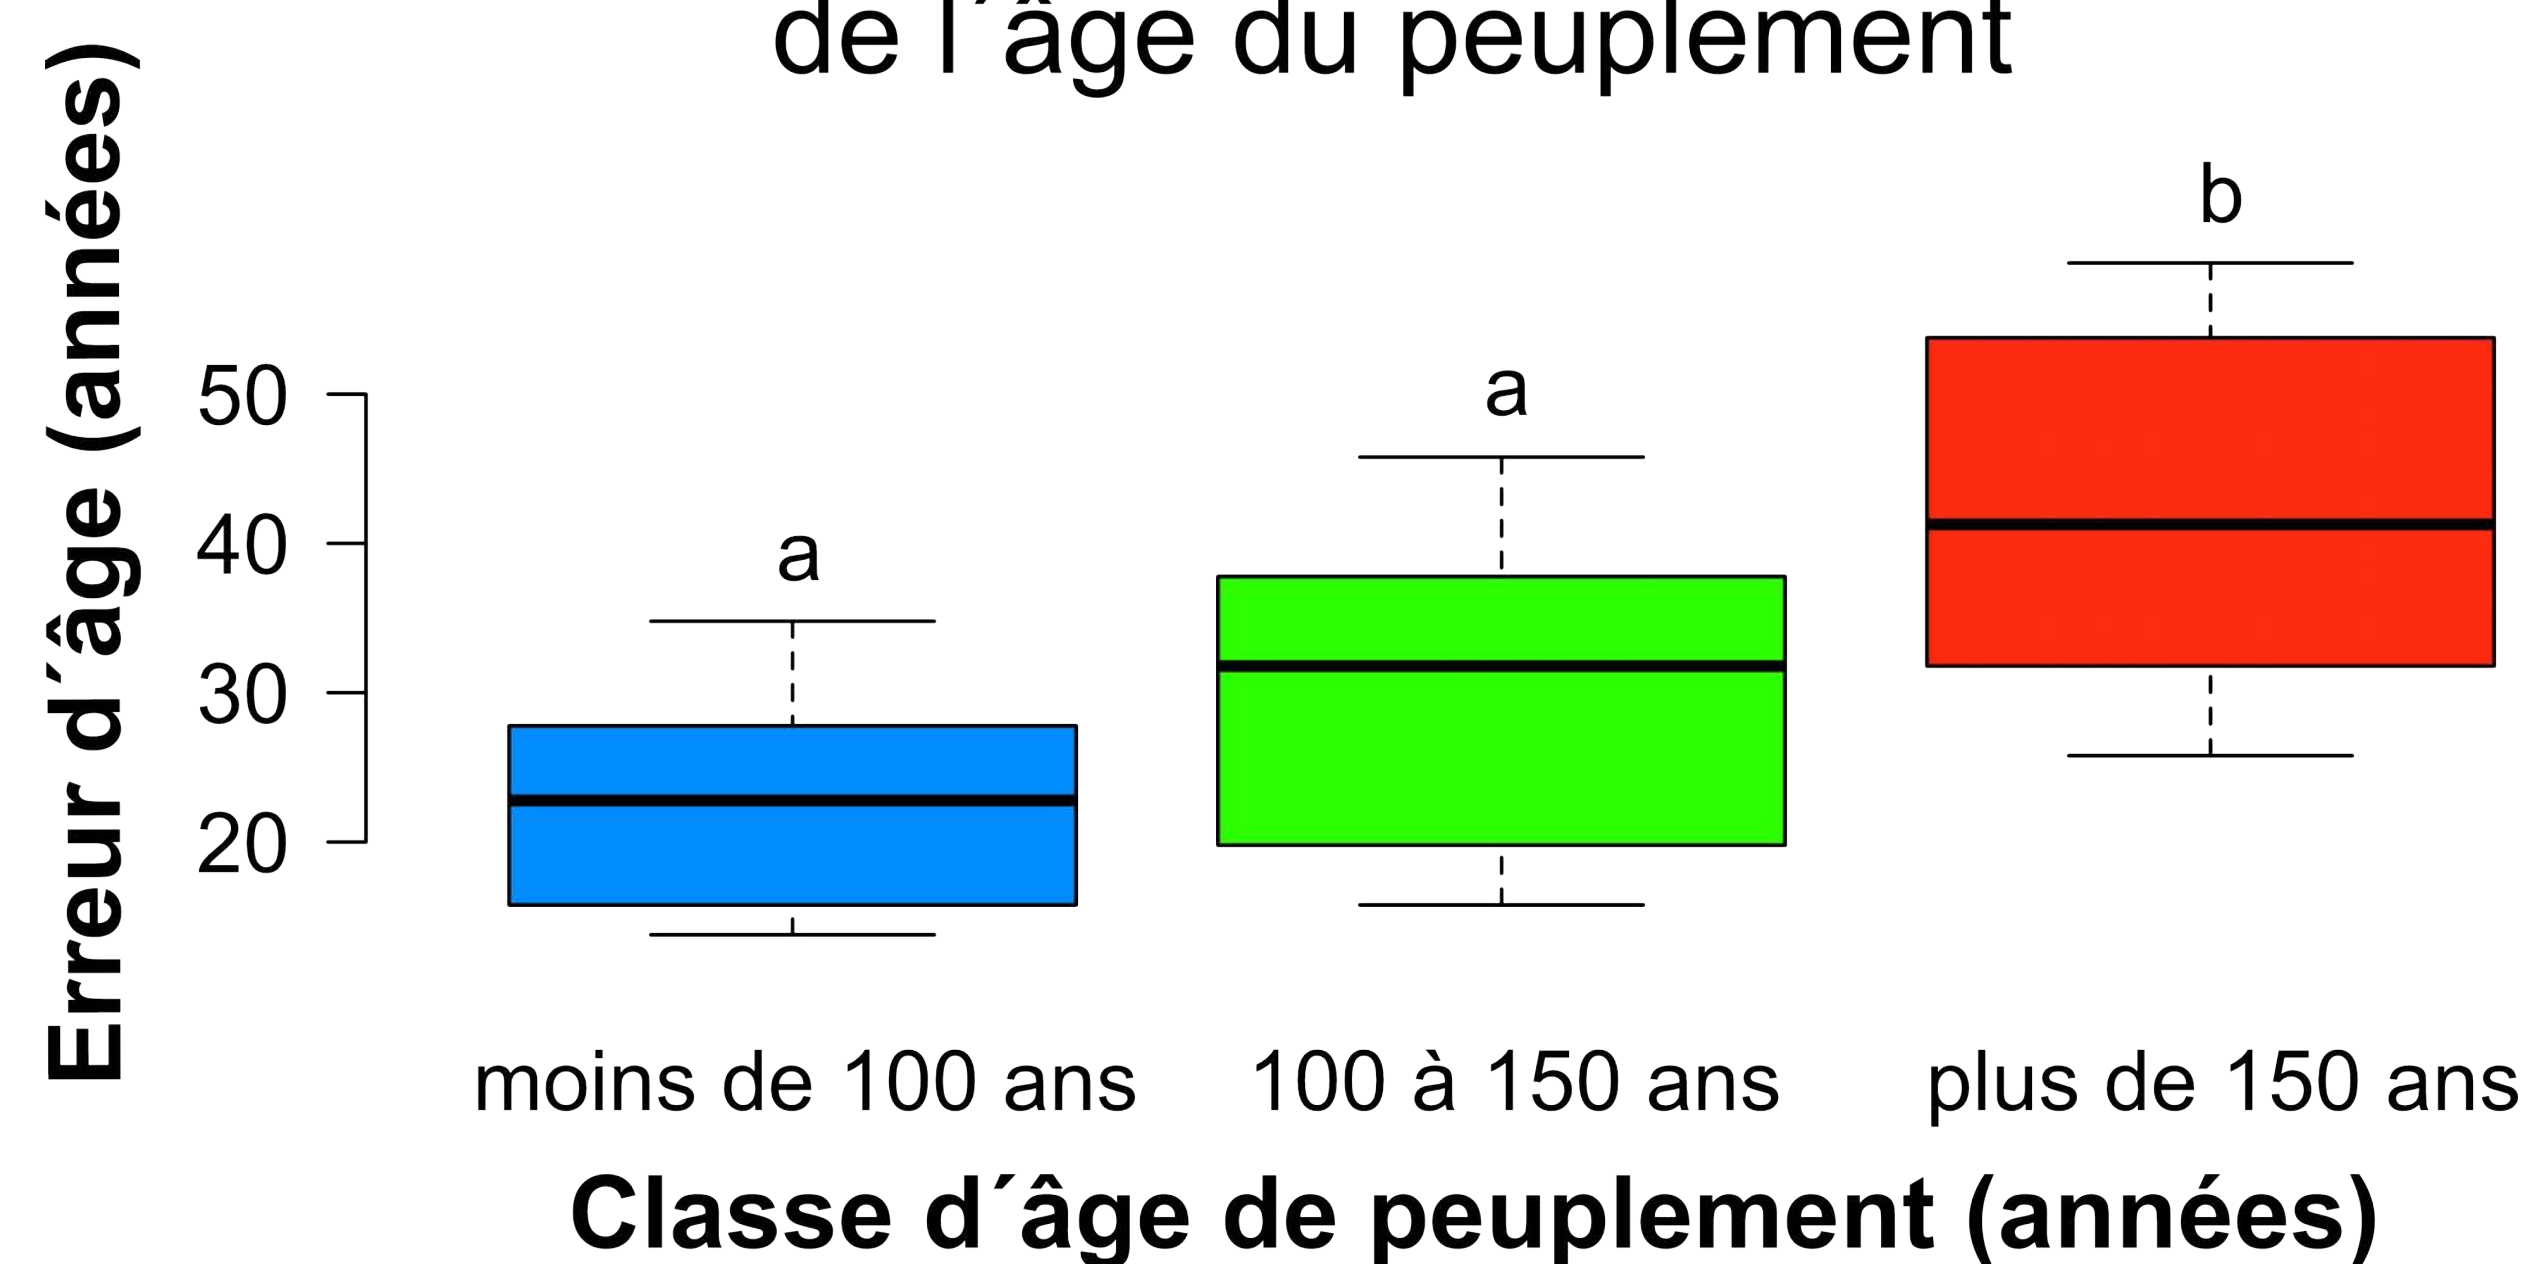 de l´âge du peuplement
Erreur d´âge (années)
b
a
a
50
40
30
20
moins de 100 ans
100 à 150 ans
plus de 150 ans
Classe d´âge de peuplement (années)